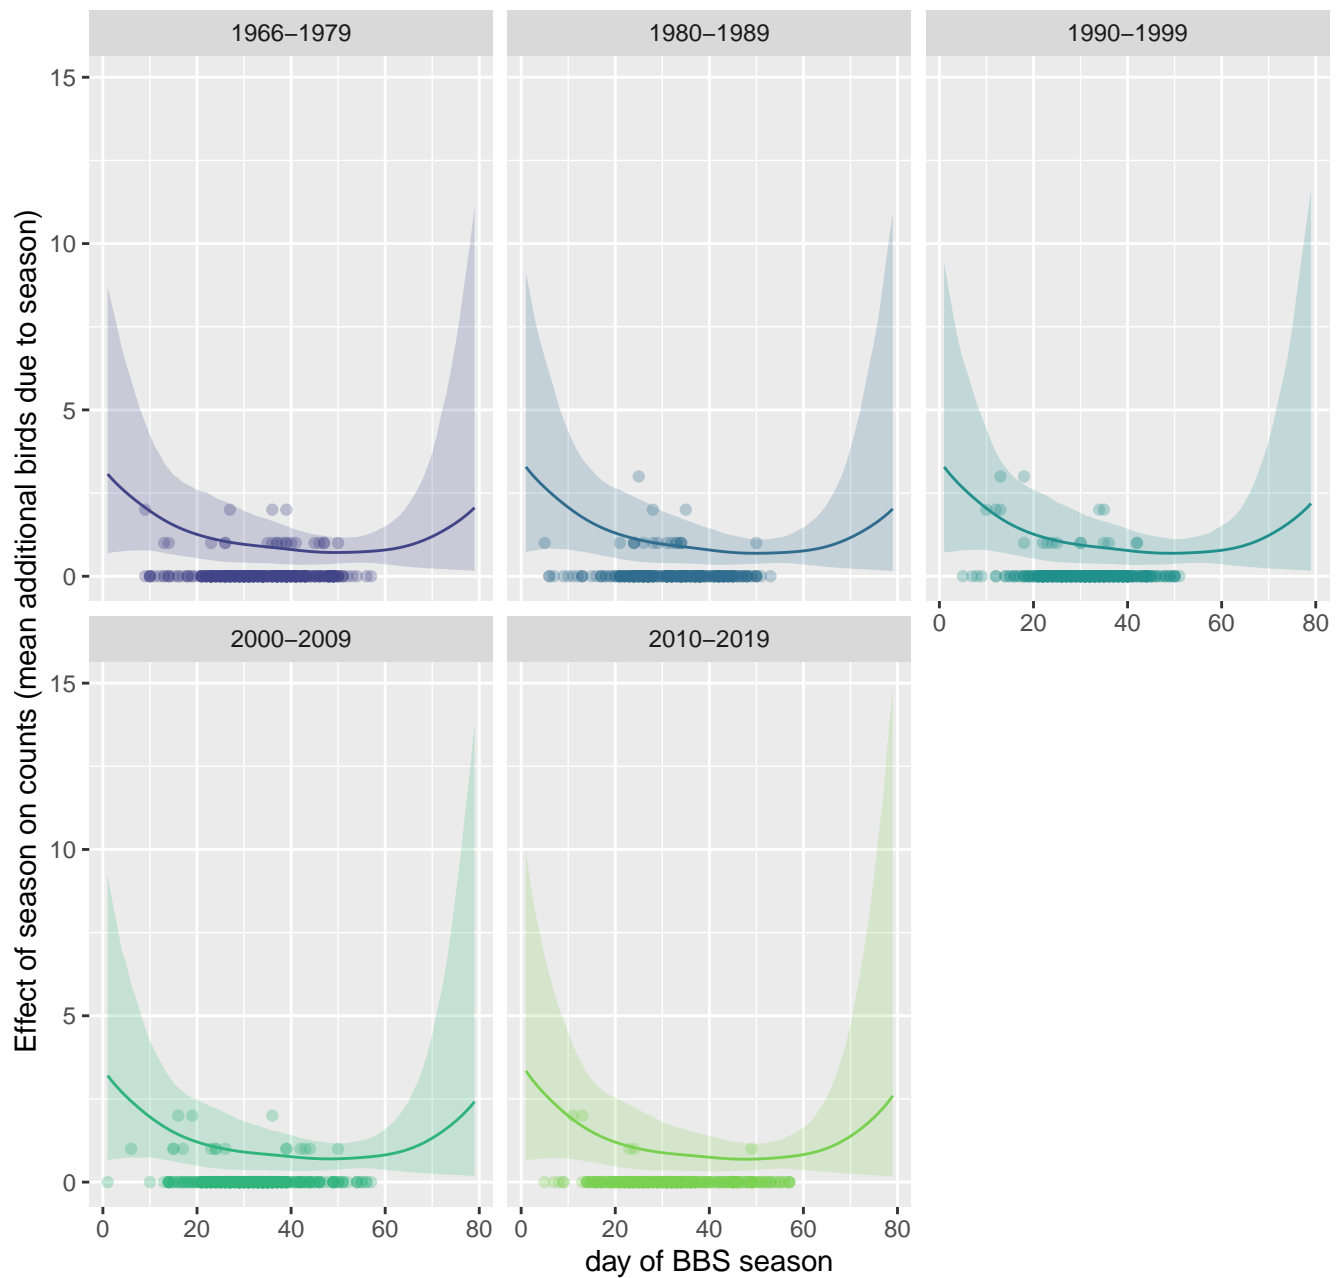 1966–1979
1980–1989
1990–1999
15
10
5
0
0 20 40 60 80
2000–2009
2010–2019
15
10
5
0
0 20 40 60 80
0 20 40 60 80
day of BBS season
Effect of season on counts (mean additional birds due to season)